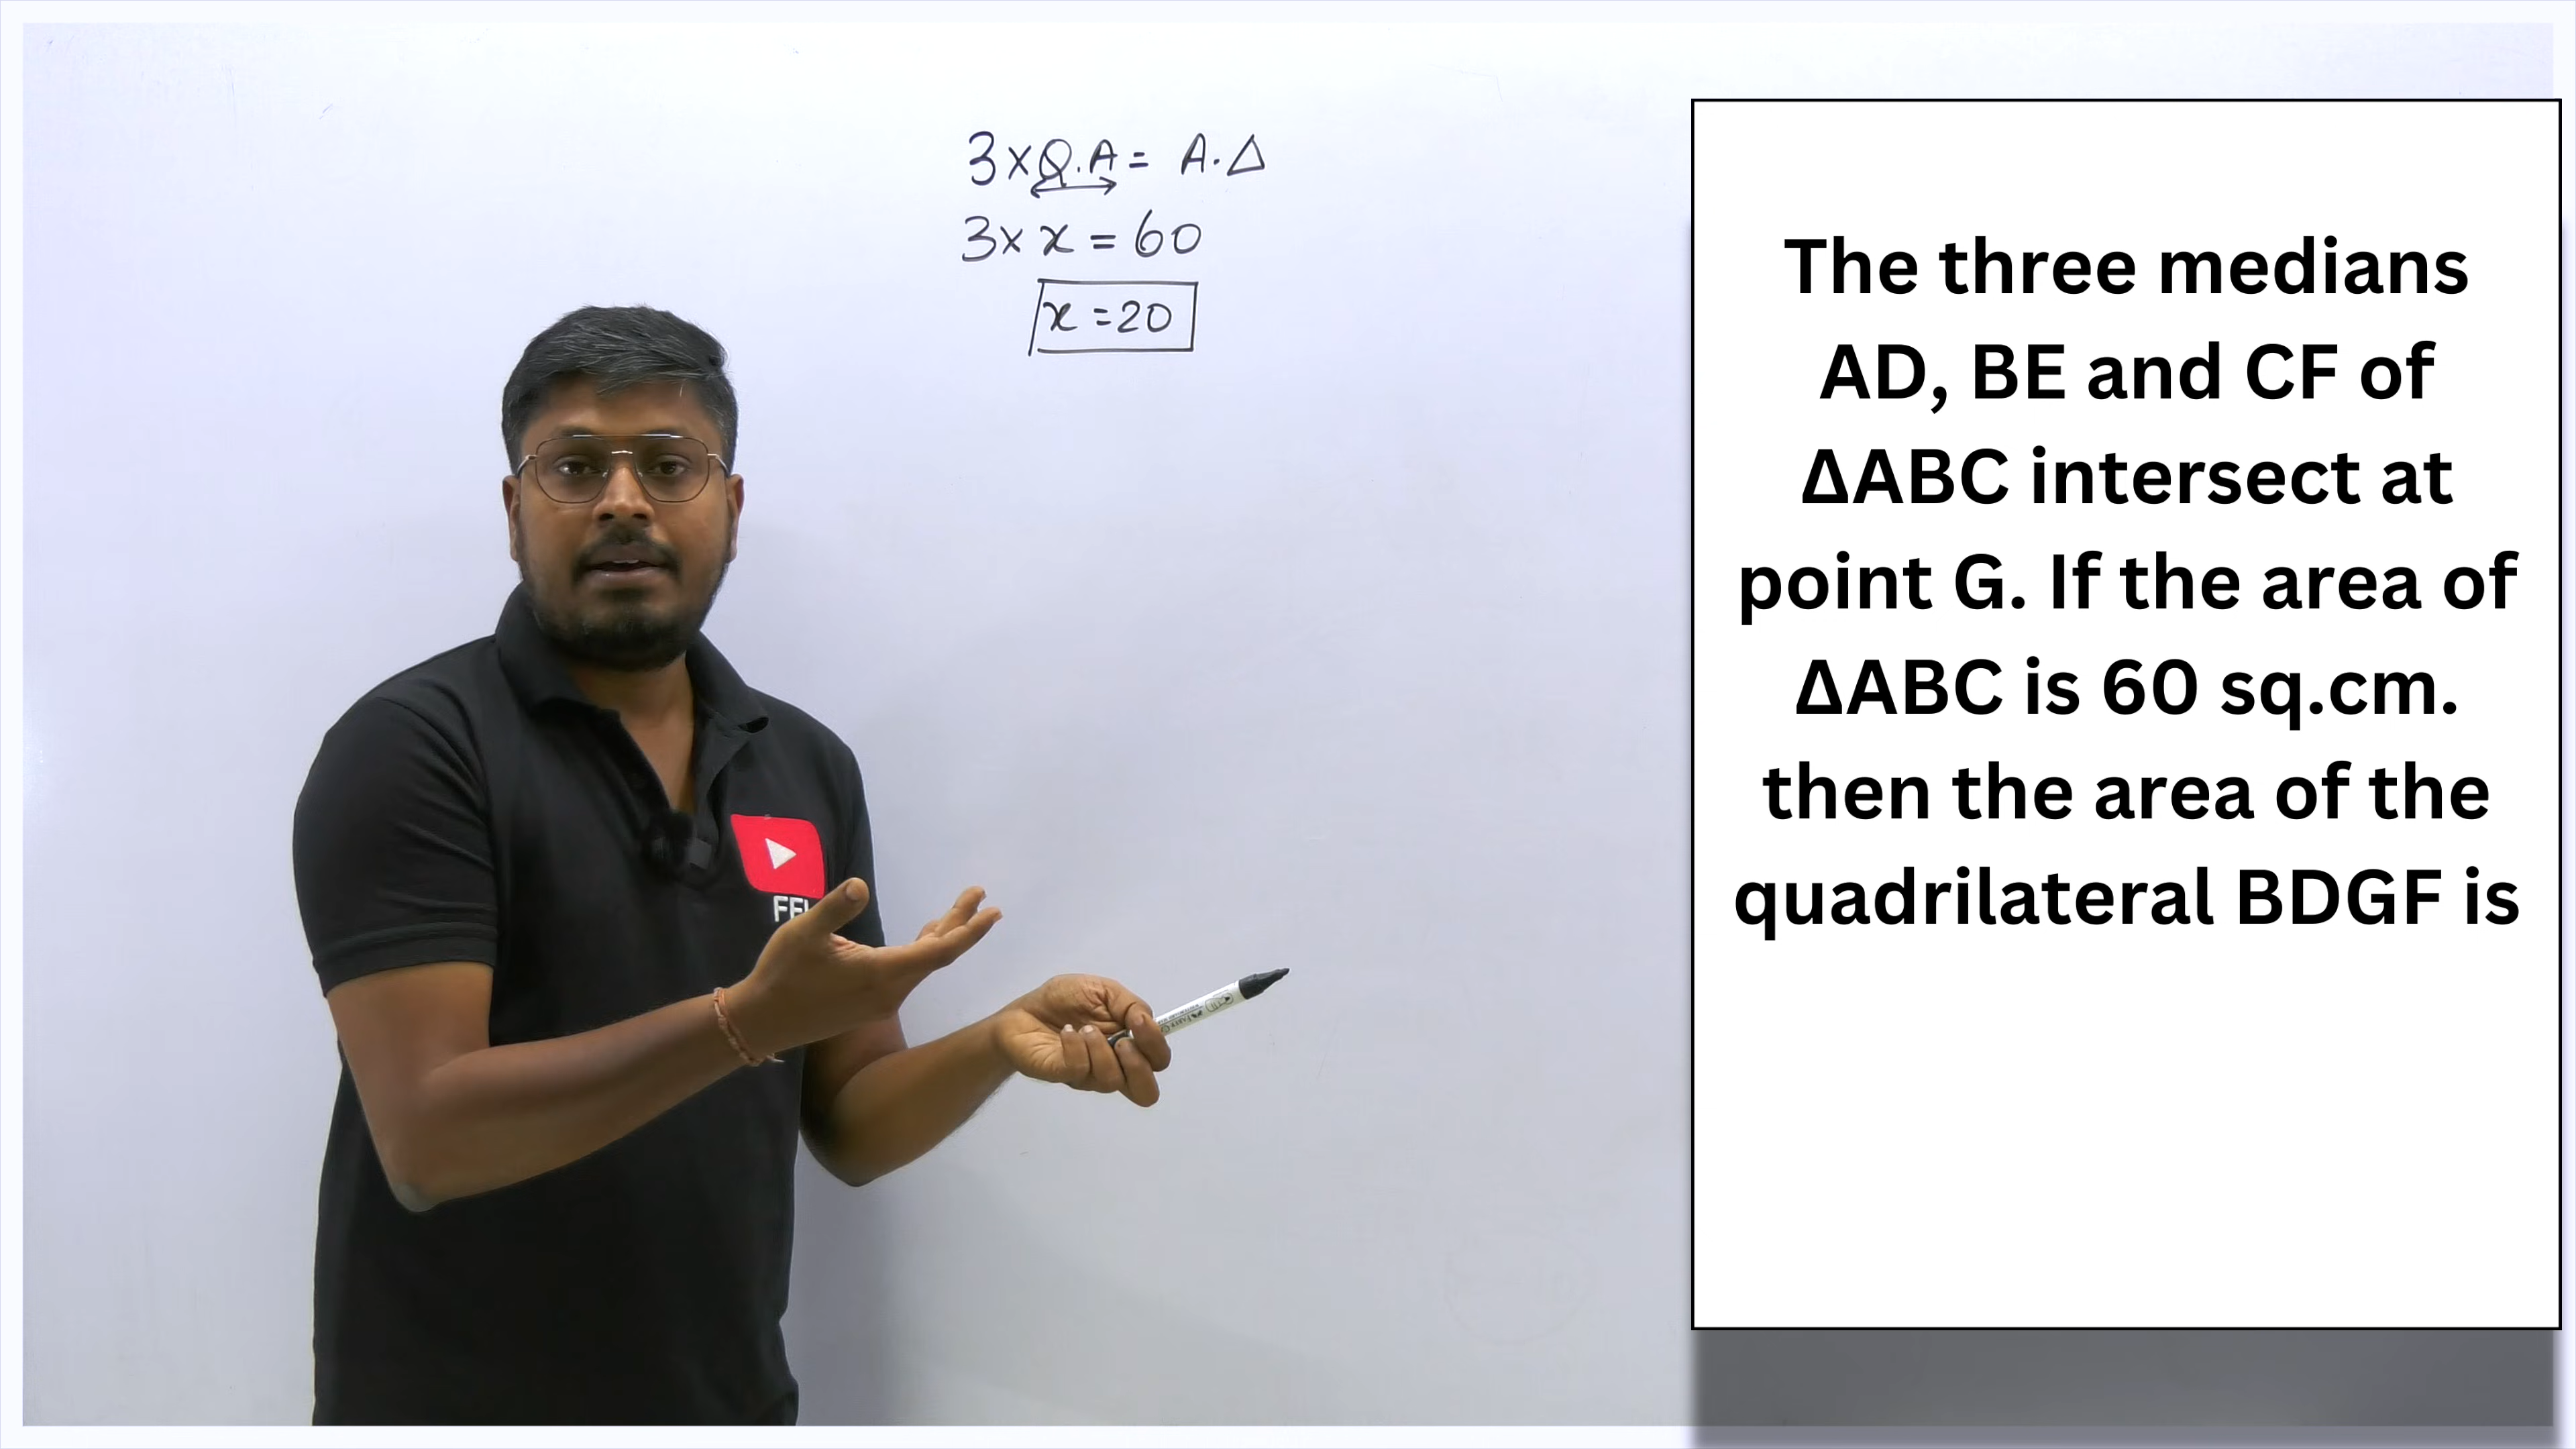 3×Q.A = A.Δ
3× x = 60
x = 20
The three medians
AD, BE and CF of
ΔABC intersect at
point G. If the area of
ΔABC is 60 sq.cm.
then the area of the
quadrilateral BDGF is